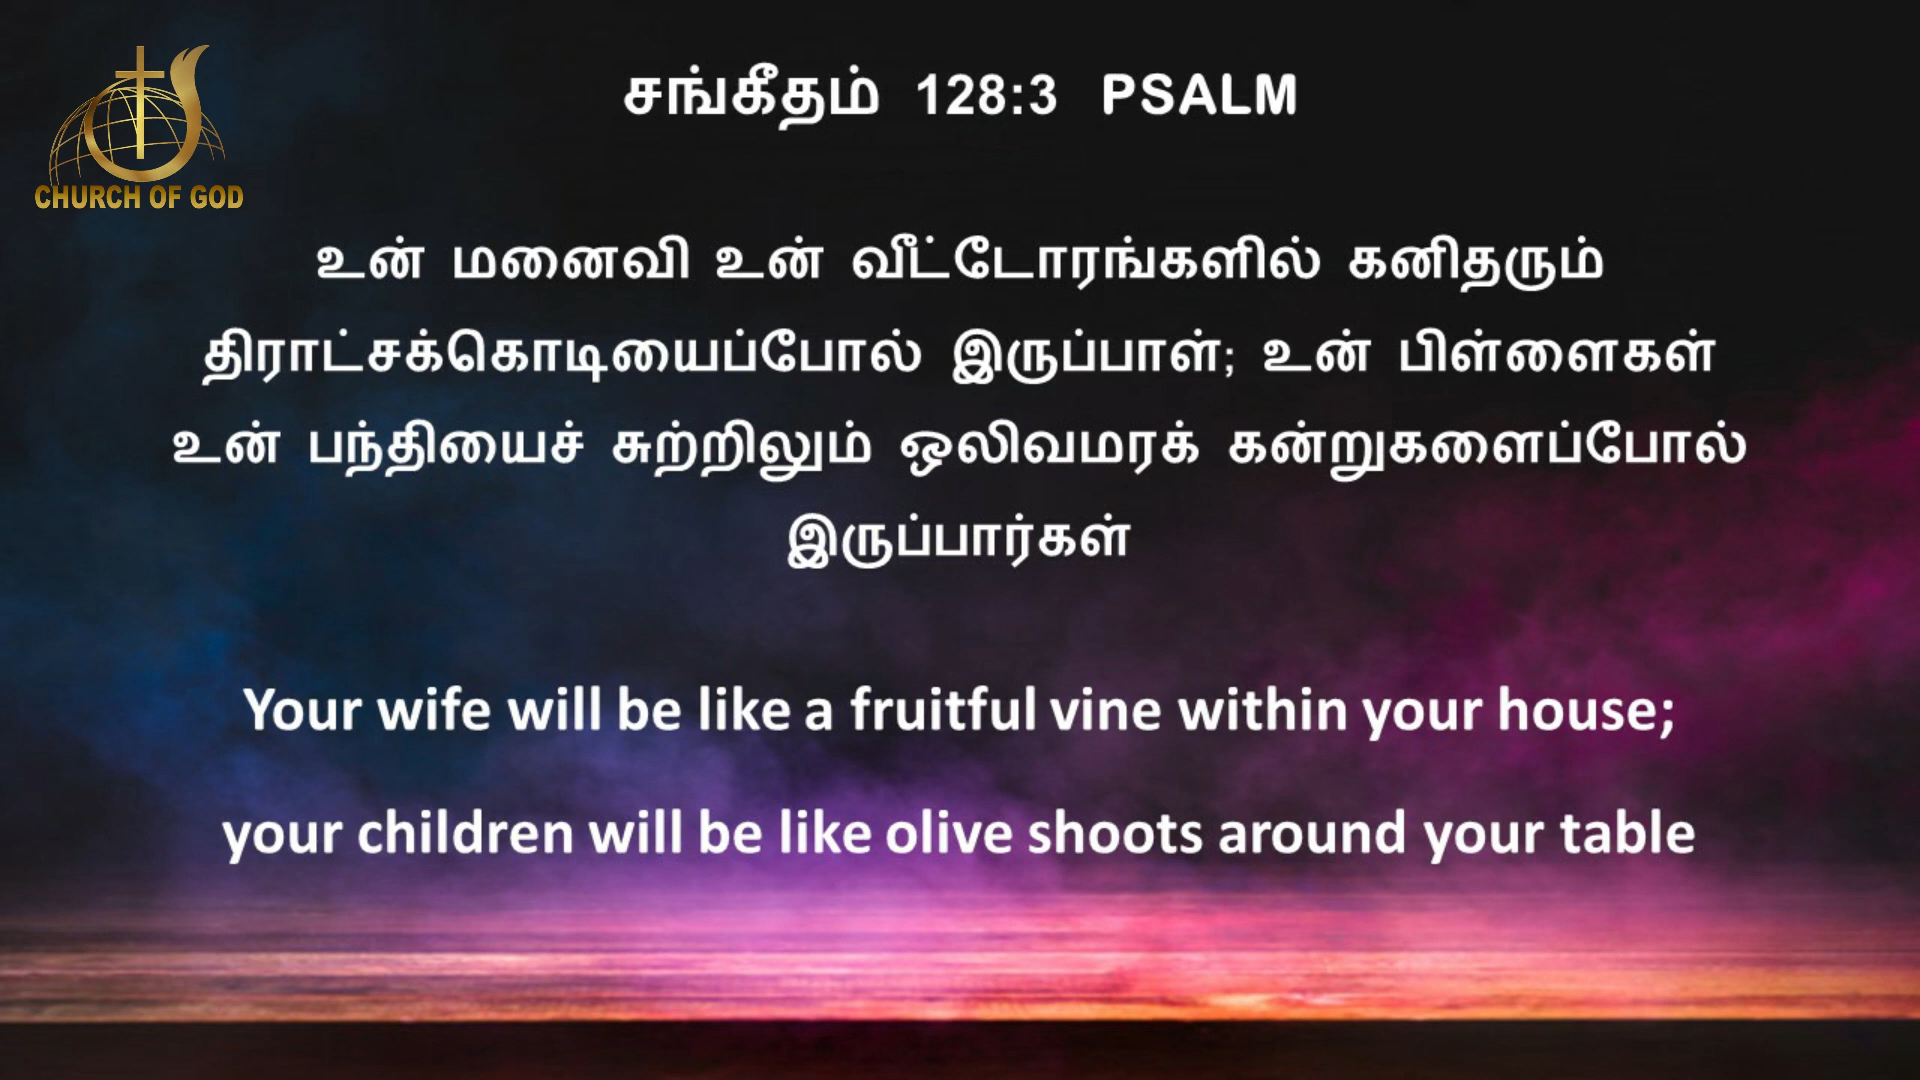 CHURCH OF GOD
சங்கீதம் 128:3 PSALM
உன் மனைவி உன் வீட்டோரங்களில் கனிதரும்
திராட்சக்கொடியைப்போல் இருப்பாள்; உன் பிள்ளைகள்
உன் பந்தியைச் சுற்றிலும் ஒலிவமரக் கன்றுகளைப்போல்
இருப்பார்கள்
Your wife will be like a fruitful vine within your house;
your children will be like olive shoots around your table